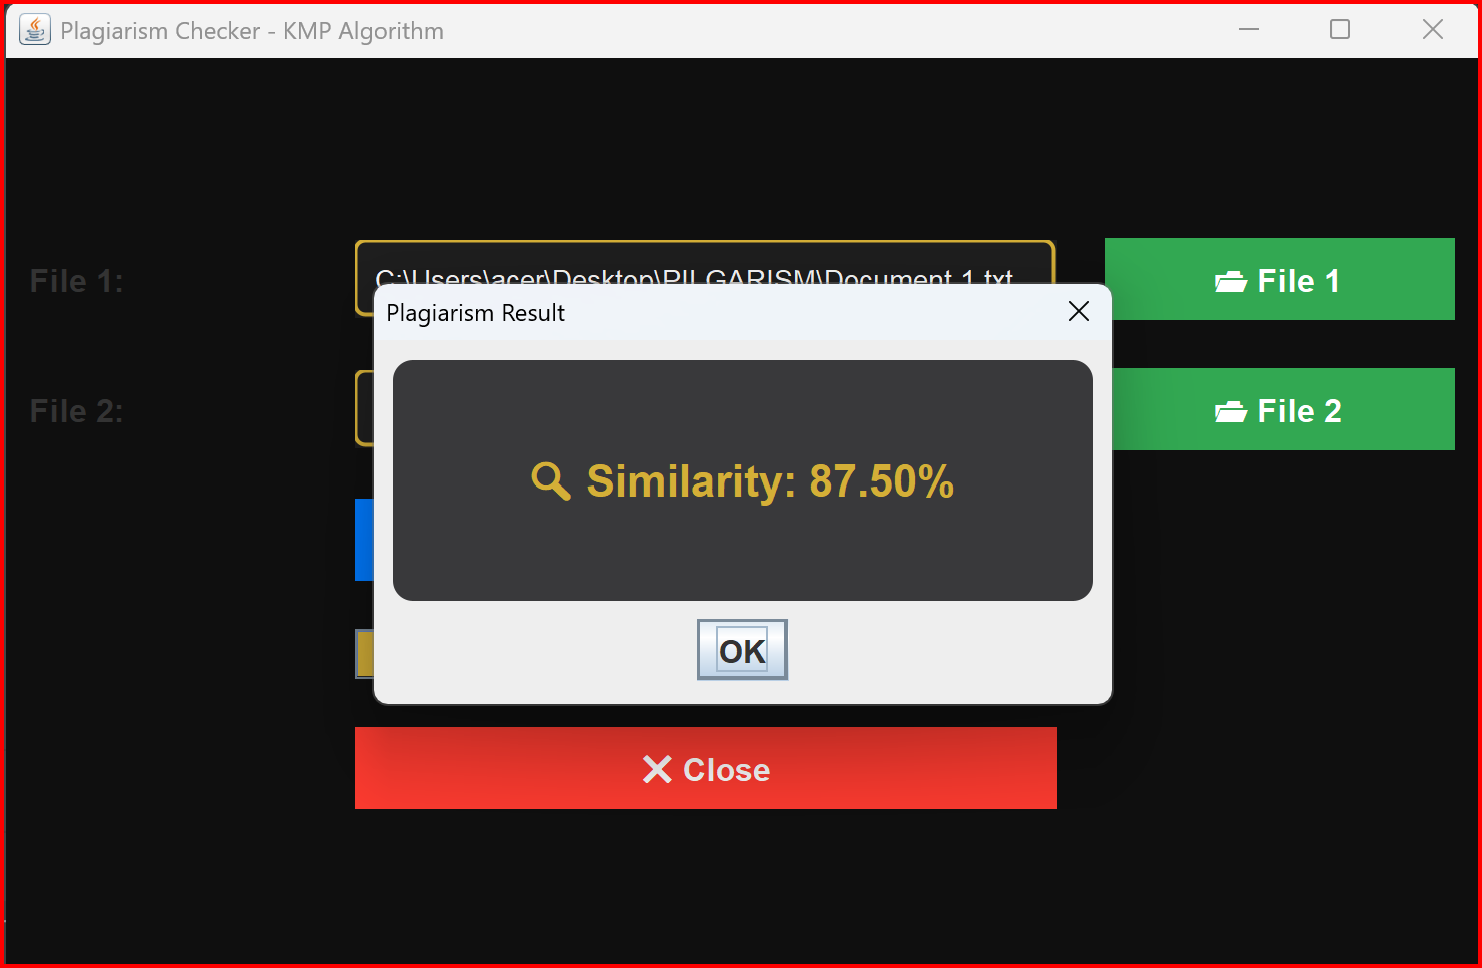 Plagiarism Checker - KMP Algorithm
File 1:
C:\Users\acer\Desktop\PILGARISM\Document 1.txt
File 1
Plagiarism Result
File 2:
File 2
Similarity: 87.50%
OK
Close